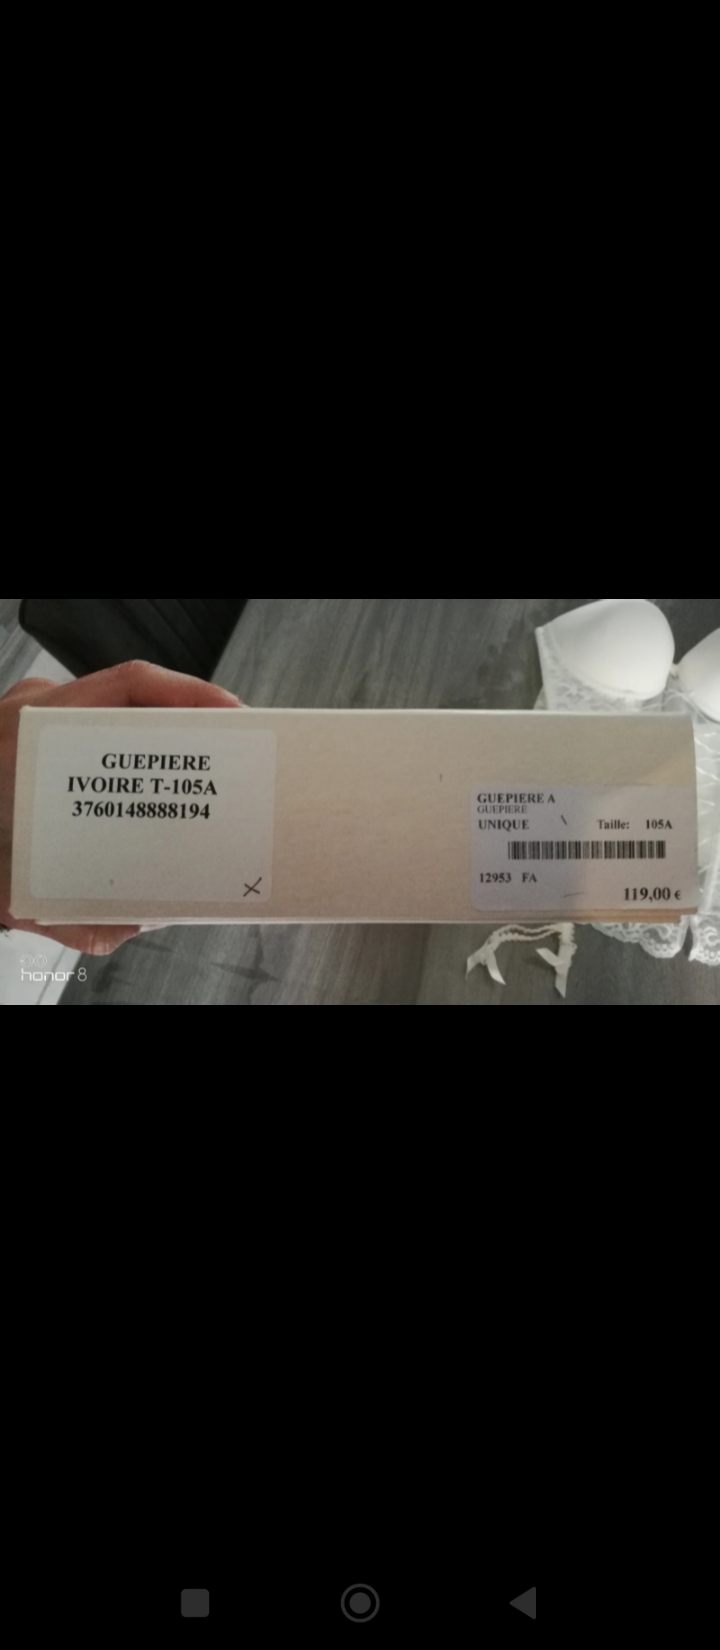 GUEPIERE
IVOIRE T-105A
3760148888194
GUEPIERE A
GUEPIERE
UNIQUE Taille: 105A
12953 FA
119,00 €
honor 8